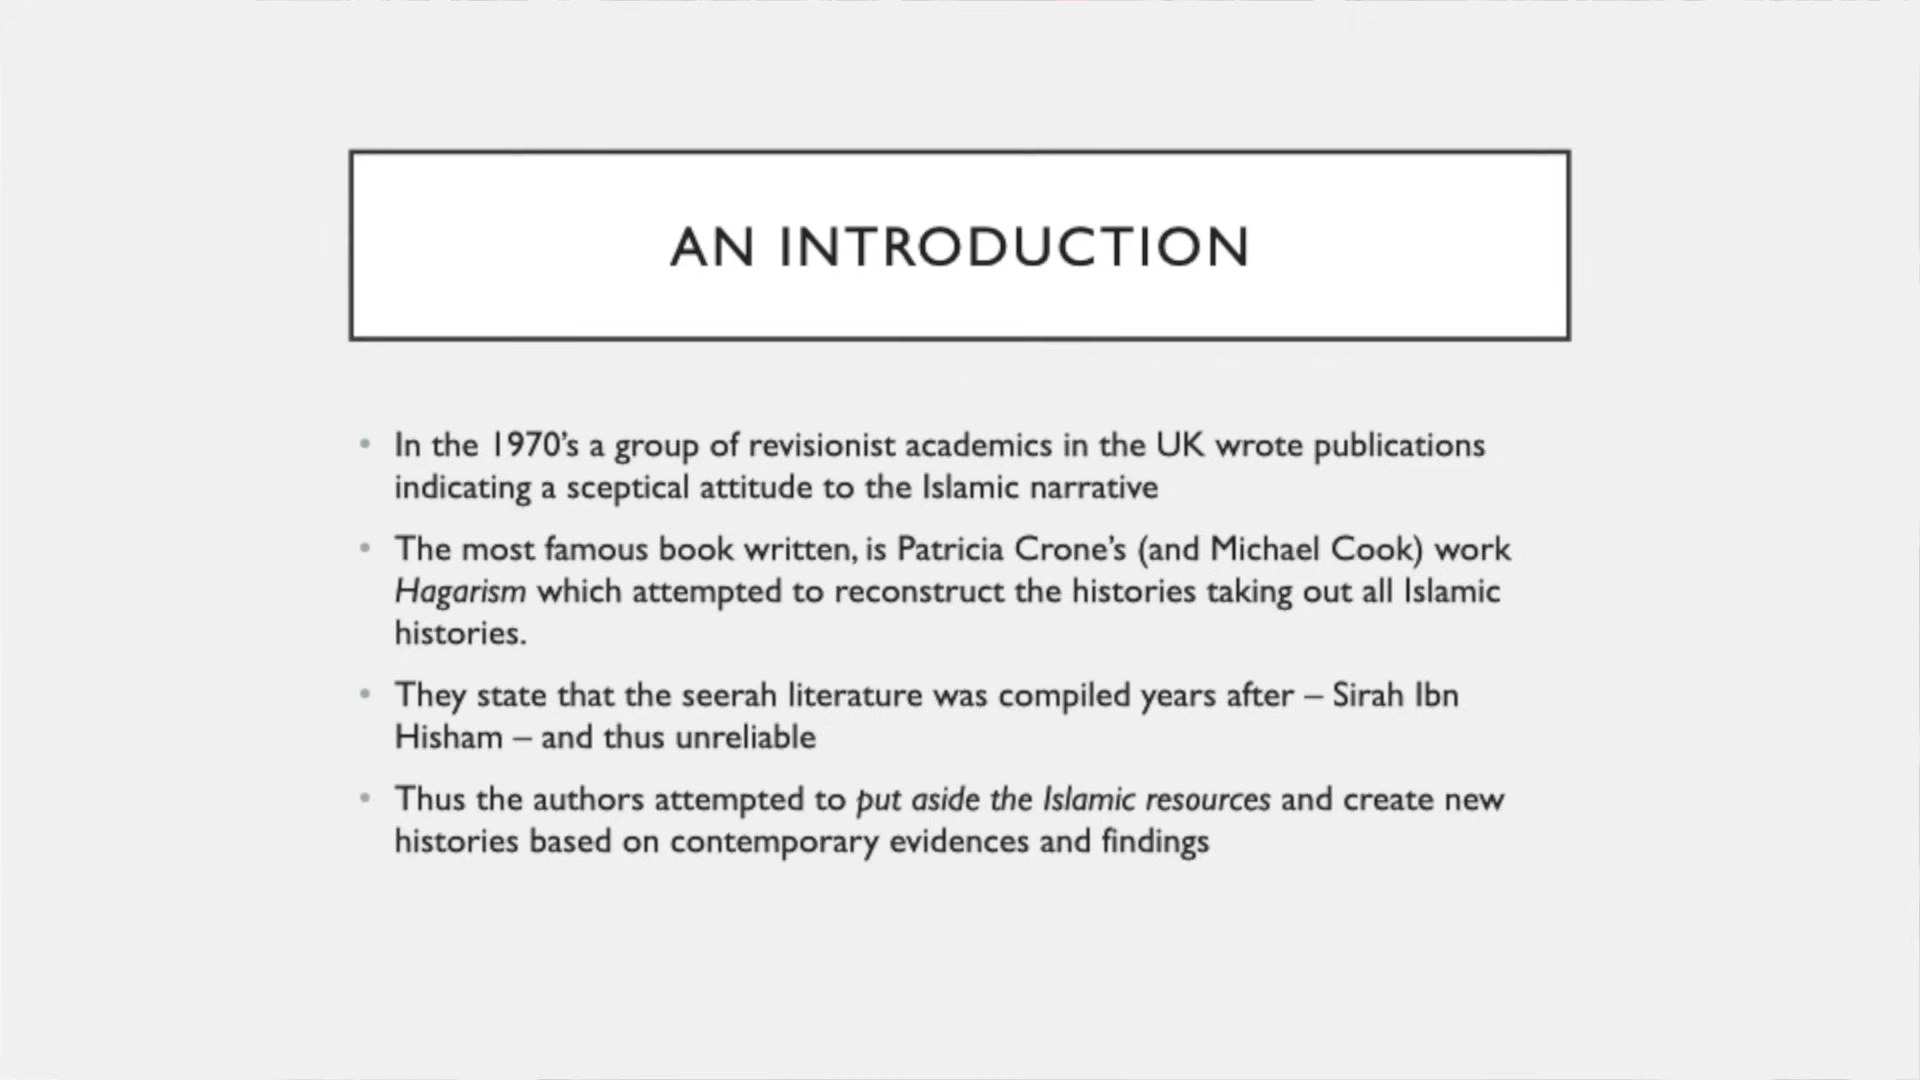 AN INTRODUCTION
• In the 1970’s a group of revisionist academics in the UK wrote publications
indicating a sceptical attitude to the Islamic narrative
• The most famous book written, is Patricia Crone’s (and Michael Cook) work
Hagarism which attempted to reconstruct the histories taking out all Islamic
histories.
• They state that the seerah literature was compiled years after – Sirah Ibn
Hisham – and thus unreliable
• Thus the authors attempted to put aside the Islamic resources and create new
histories based on contemporary evidences and findings